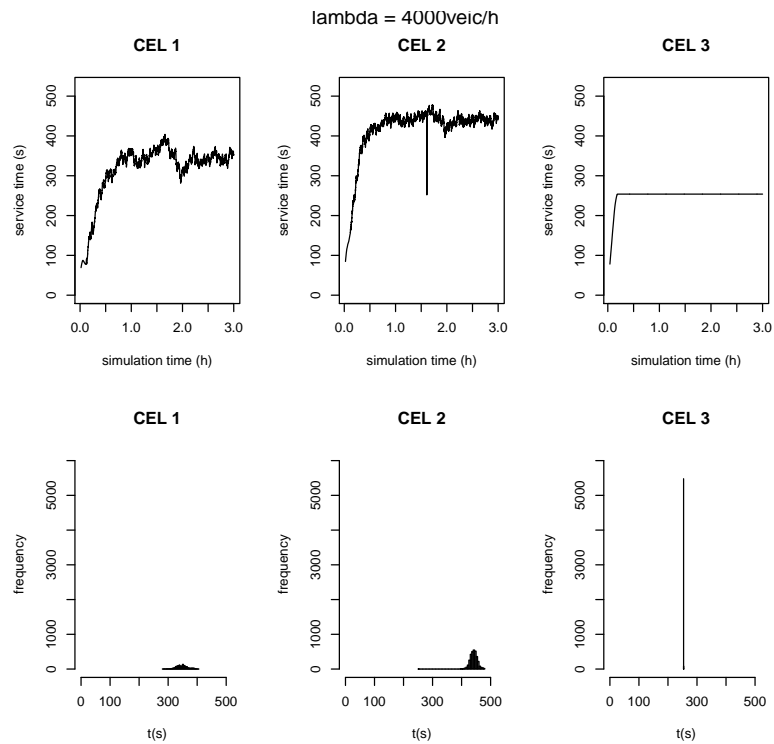 lambda = 4000veic/h
CEL 1
CEL 2
CEL 3
service time (s)
0
100
200
300
400
500
0.0
1.0
2.0
3.0
simulation time (h)
service time (s)
0
100
200
300
400
500
0.0
1.0
2.0
3.0
simulation time (h)
service time (s)
0
100
200
300
400
500
0.0
1.0
2.0
3.0
simulation time (h)
CEL 1
CEL 2
CEL 3
frequency
0
1000
3000
5000
0
100
300
500
t(s)
frequency
0
1000
3000
5000
0
100
300
500
t(s)
frequency
0
1000
3000
5000
0
100
300
500
t(s)